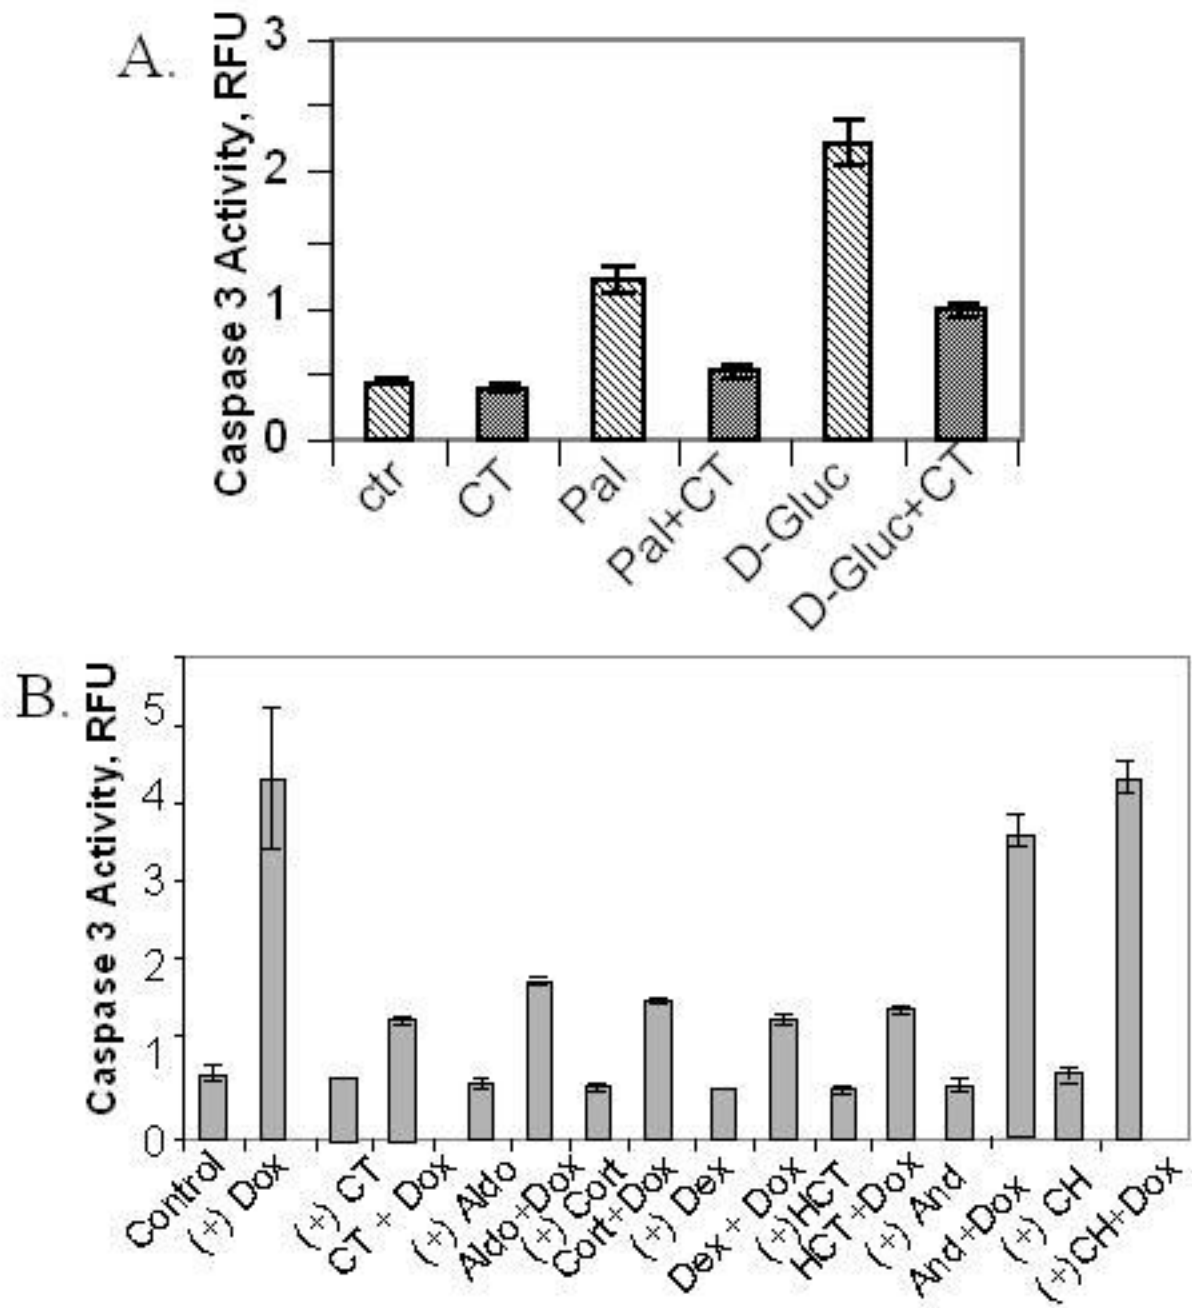 A.
Caspase 3 Activity, RFU
3
2
1
0
ctr
CT
Pal
Pal+CT
D-Gluc
D-Gluc+CT
B.
Caspase 3 Activity, RFU
5
4
3
2
1
0
Control
(+) Dox
(+) CT
CT + Dox
(+) Aldo
Aldo+Dox
(+) Cort
Cort+Dox
(+) Dex
Dex + Dox
(+)HCT
HCT+Dox
(+) And
And+Dox
(+) CH
(+)CH+Dox